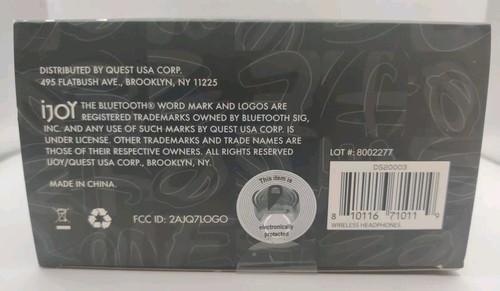 DISTRIBUTED BY QUEST USA CORP.
495 FLATBUSH AVE., BROOKLYN, NY 11225
iJOY THE BLUETOOTH® WORD MARK AND LOGOS ARE
REGISTERED TRADEMARKS OWNED BY BLUETOOTH SIG,
INC. AND ANY USE OF SUCH MARKS BY QUEST USA CORP. IS
UNDER LICENSE. OTHER TRADEMARKS AND TRADE NAMES ARE
THOSE OF THEIR RESPECTIVE OWNERS. ALL RIGHTS RESERVED
IJOY/QUEST USA CORP., BROOKLYN, NY.
MADE IN CHINA.
FCC ID: 2AJQ7LOGO
This item is
electronically
protected
LOT #: 8002277
DS20003
8 10116 71011 9
WIRELESS HEADPHONES